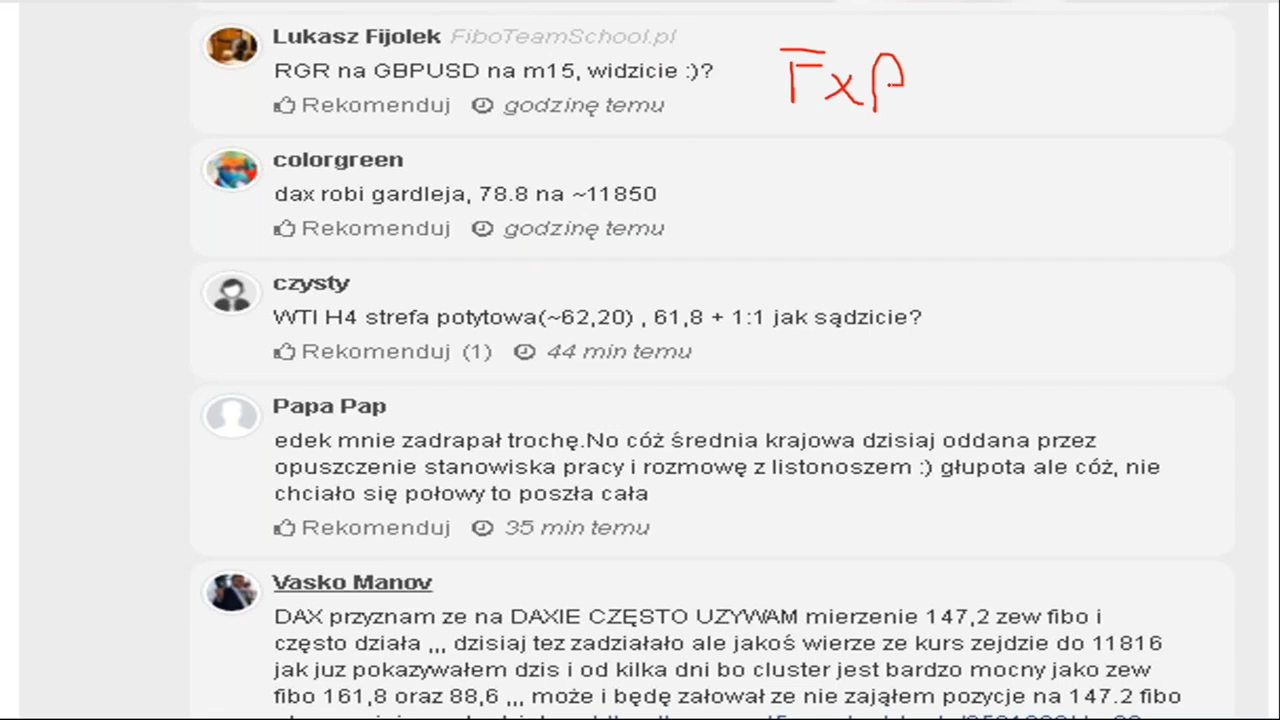 Lukasz Fijolek FiboTeamSchool.pl
RGR na GBPUSD na m15, widzicie :)?
FxP
Rekomenduj godzinę temu
colorgreen
dax robi gardleja, 78.8 na ~11850
Rekomenduj godzinę temu
czysty
WTI H4 strefa potytowa(~62,20) , 61,8 + 1:1 jak sądzicie?
Rekomenduj (1) 44 min temu
Papa Pap
edek mnie zadrapał trochę.No cóż średnia krajowa dzisiaj oddana przez
opuszczenie stanowiska pracy i rozmowę z listonoszem :) głupota ale cóż, nie
chciało się połowy to poszła cała
Rekomenduj 35 min temu
Vasko Manov
DAX przyznam ze na DAXIE CZĘSTO UZYWAM mierzenie 147,2 zew fibo i
często działa ,,, dzisiaj tez zadziałało ale jakoś wierze ze kurs zejdzie do 11816
jak juz pokazywałem dzis i od kilka dni bo cluster jest bardzo mocny jako zew
fibo 161,8 oraz 88,6 ,,, może i będę załował ze nie zająłem pozycje na 147.2 fibo